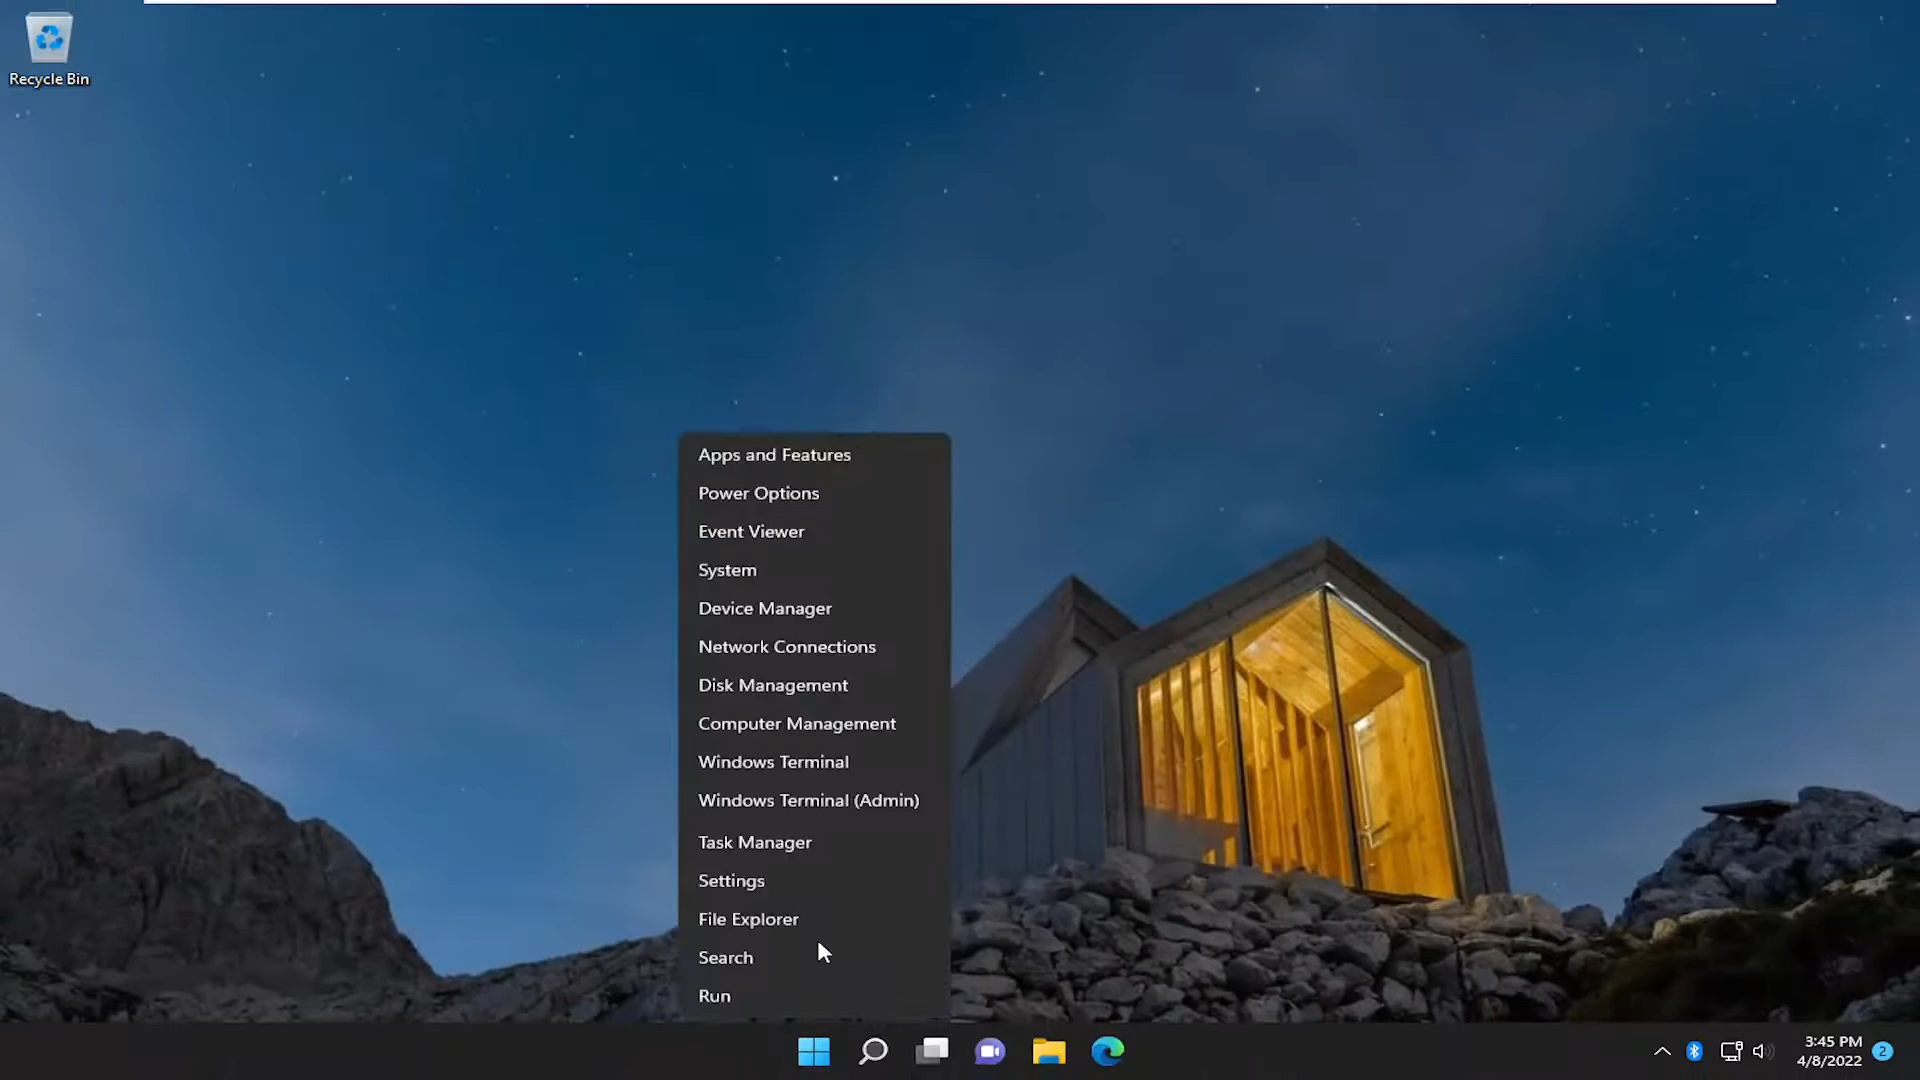 Recycle Bin
Apps and Features
Power Options
Event Viewer
System
Device Manager
Network Connections
Disk Management
Computer Management
Windows Terminal
Windows Terminal (Admin)
Task Manager
Settings
File Explorer
Search
Run
3:45 PM
4/8/2022
2